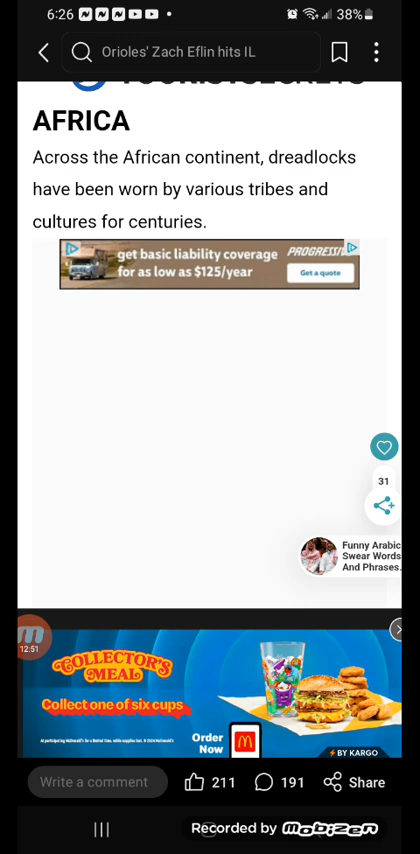 6:26
38%
Orioles' Zach Eflin hits IL
AFRICA
Across the African continent, dreadlocks
have been worn by various tribes and
cultures for centuries.
get basic liability coverage
for as low as $125/year
PROGRESSIVE
Get a quote
31
Funny Arabic
Swear Words
And Phrases.
12:51
COLLECTOR'S
MEAL
Collect one of six cups
Order
Now
BY KARGO
Write a comment
211
191
Share
Recorded by Mobizen